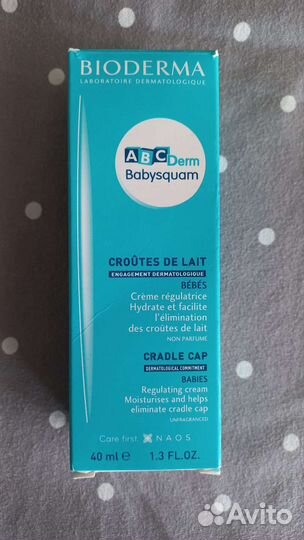 BIODERMA
LABORATOIRE DERMATOLOGIQUE
ABCDerm
Babysquam
CROÛTES DE LAIT
ENGAGEMENT DERMATOLOGIQUE
BÉBÉS
Crème régulatrice
Hydrate et facilite
l'élimination
des croûtes de lait
NON PARFUMÉ
CRADLE CAP
DERMATOLOGICAL COMMITMENT
BABIES
Regulating cream
Moisturises and helps
eliminate cradle cap
UNFRAGRANCED
Care first. NAOS
40 ml e 1.3 FL.OZ.
Avito